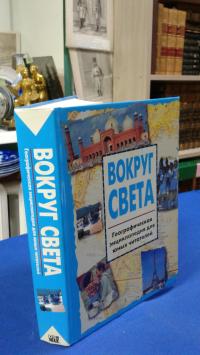 ВОКРУГ
СВЕТА
Географическая
энциклопедия для
юных читателей
ВОКРУГ СВЕТА
Географическая энциклопедия для юных читателей